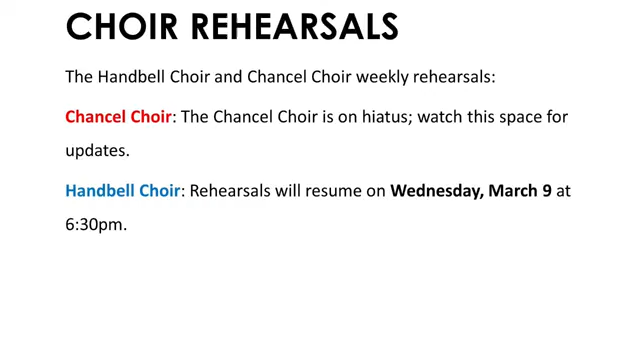 CHOIR REHEARSALS
The Handbell Choir and Chancel Choir weekly rehearsals:
Chancel Choir: The Chancel Choir is on hiatus; watch this space for
updates.
Handbell Choir: Rehearsals will resume on Wednesday, March 9 at
6:30pm.